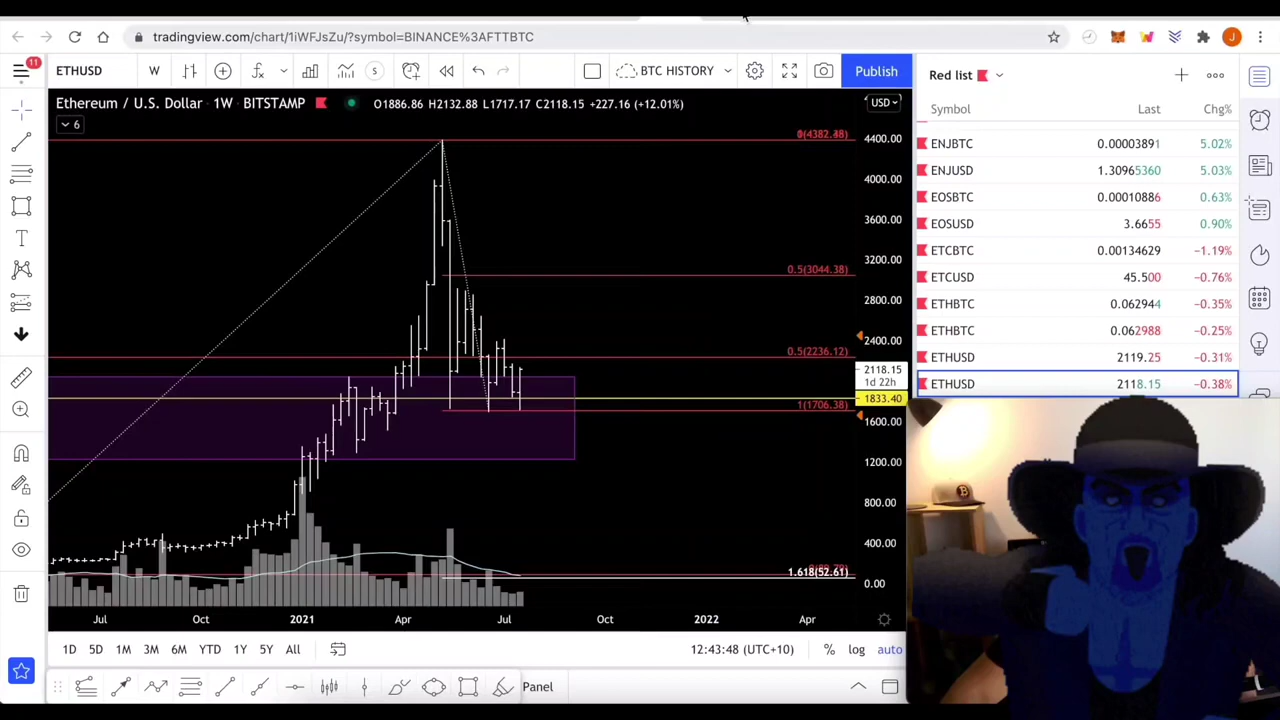 tradingview.com/chart/1iWFJsZu/?symbol=BINANCE%3AFTTBTC
J
11
ETHUSD W S BTC HISTORY Publish
Red list
Ethereum / U.S. Dollar · 1W · BITSTAMP O1886.86 H2132.88 L1717.17 C2118.15 +227.16 (+12.01%)
USD
6
Symbol Last Chg%
ENJBTC 0.00003891 5.02%
ENJUSD 1.30965360 5.03%
EOSBTC 0.00010886 0.63%
EOSUSD 3.6655 0.90%
ETCBTC 0.00134629 −1.19%
ETCUSD 45.500 −0.76%
ETHBTC 0.062944 −0.35%
ETHBTC 0.062988 −0.25%
ETHUSD 2119.25 −0.31%
ETHUSD 2118.15 −0.38%
4400.00
4000.00
3600.00
3200.00
0.5(3044.38)
2800.00
2400.00
0.5(2236.12)
2118.15
1d 22h
1833.40
1(1706.38)
1600.00
1200.00
800.00
400.00
1.618(52.61)
0.00
Jul Oct 2021 Apr Jul Oct 2022 Apr
1D 5D 1M 3M 6M YTD 1Y 5Y All 12:43:48 (UTC+10) % log auto
Panel